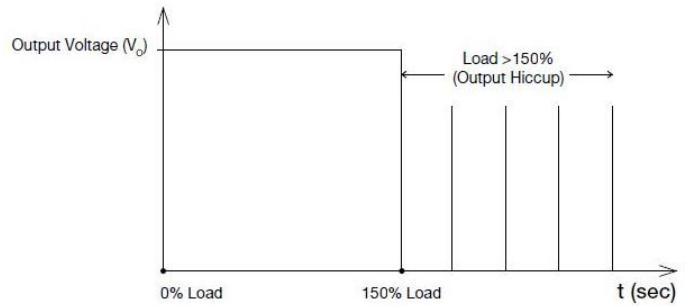 Output Voltage (Vo)
Load >150%
(Output Hiccup)
0% Load
150% Load
t (sec)